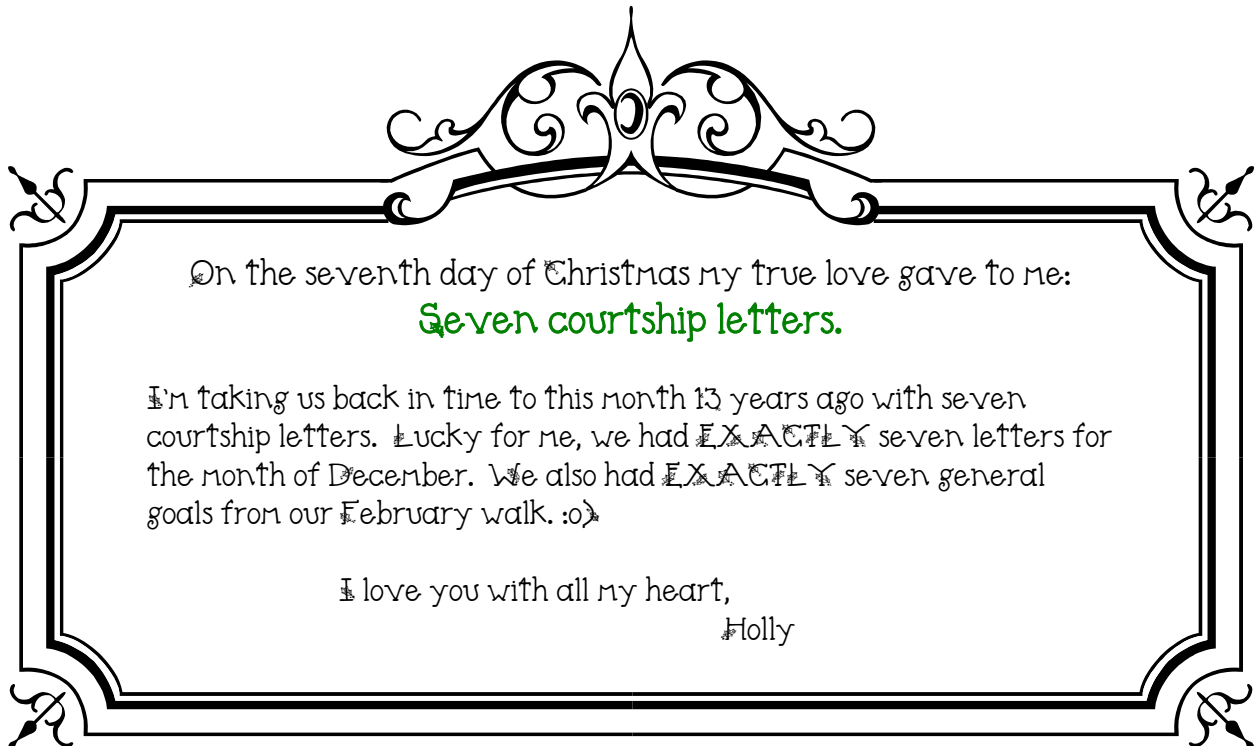 On the seventh day of Christmas my true love gave to me:
Seven courtship letters.
I'm taking us back in time to this month 13 years ago with seven
courtship letters.  Lucky for me, we had EXACTLY seven letters for
the month of December.  We also had EXACTLY seven general
goals from our February walk. :o)
I love you with all my heart,
Holly